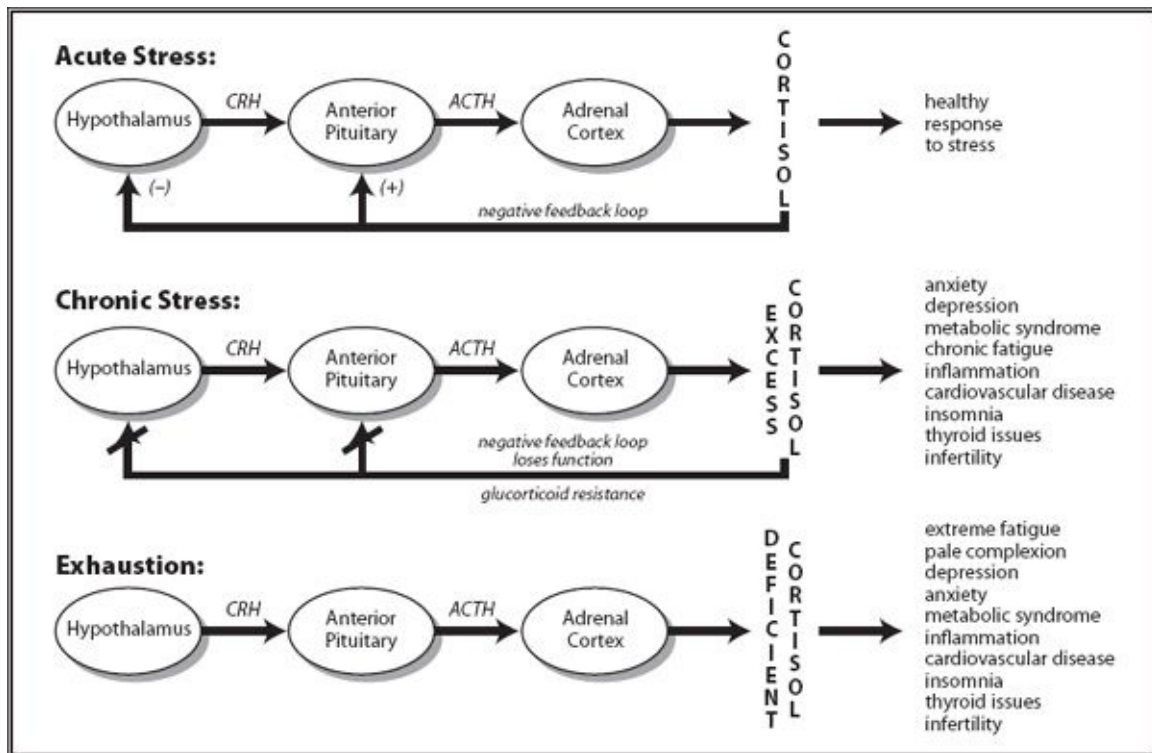 Acute Stress:
Hypothalamus
CRH
Anterior
Pituitary
ACTH
Adrenal
Cortex
CORTISOL
healthy
response
to stress
(–)
(+)
negative feedback loop
Chronic Stress:
Hypothalamus
CRH
Anterior
Pituitary
ACTH
Adrenal
Cortex
EXCESS
CORTISOL
anxiety
depression
metabolic syndrome
chronic fatigue
inflammation
cardiovascular disease
insomnia
thyroid issues
infertility
negative feedback loop
loses function
glucorticoid resistance
Exhaustion:
Hypothalamus
CRH
Anterior
Pituitary
ACTH
Adrenal
Cortex
DEFICIENT
CORTISOL
extreme fatigue
pale complexion
depression
anxiety
metabolic syndrome
inflammation
cardiovascular disease
insomnia
thyroid issues
infertility